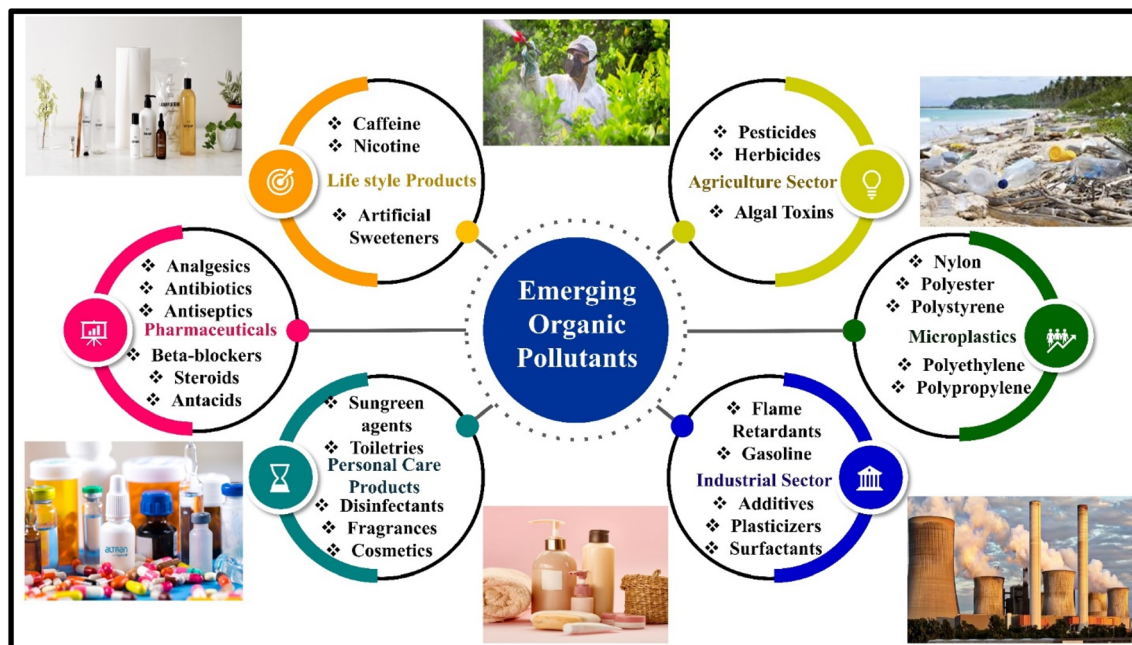 ❖ Caffeine
❖ Nicotine
Life style Products
❖ Artificial
Sweeteners
❖ Pesticides
❖ Herbicides
Agriculture Sector
❖ Algal Toxins
❖ Analgesics
❖ Antibiotics
❖ Antiseptics
Pharmaceuticals
❖ Beta-blockers
❖ Steroids
❖ Antacids
Emerging
Organic
Pollutants
❖ Nylon
❖ Polyester
❖ Polystyrene
Microplastics
❖ Polyethylene
❖ Polypropylene
❖ Sungreen
agents
❖ Toiletries
Personal Care
Products
❖ Disinfectants
❖ Fragrances
❖ Cosmetics
❖ Flame
Retardants
❖ Gasoline
Industrial Sector
❖ Additives
❖ Plasticizers
❖ Surfactants